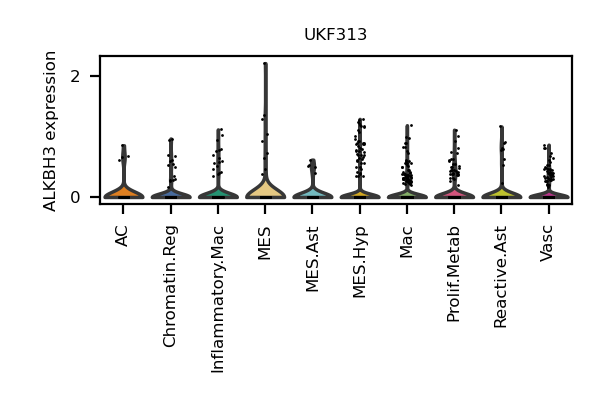 UKF313
ALKBH3 expression
2
0
AC
Chromatin.Reg
Inflammatory.Mac
MES
MES.Ast
MES.Hyp
Mac
Prolif.Metab
Reactive.Ast
Vasc